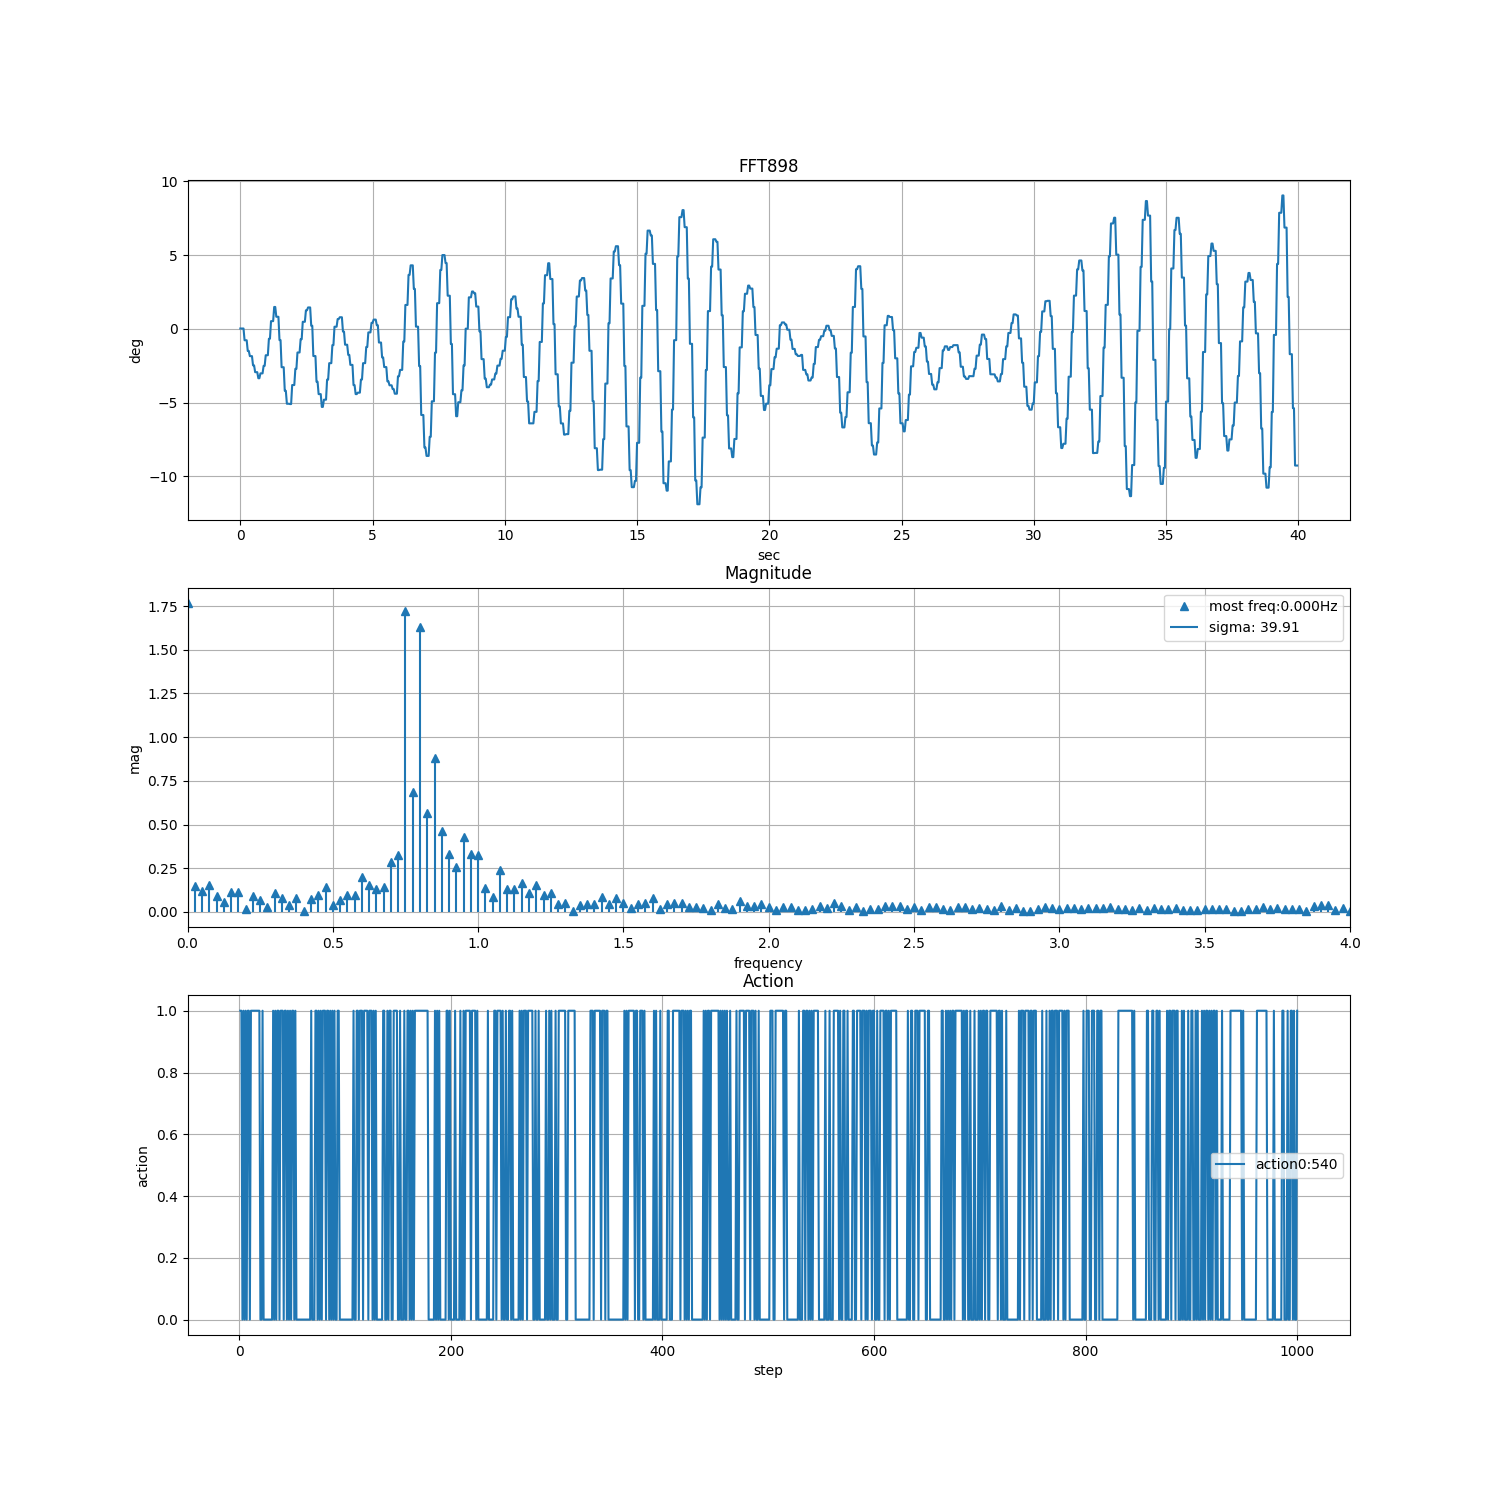 FFT898
10
5
0
−5
−10
deg
0 5 10 15 20 25 30 35 40
sec
Magnitude
1.75
1.50
1.25
1.00
0.75
0.50
0.25
0.00
mag
most freq:0.000Hz
sigma: 39.91
0.0 0.5 1.0 1.5 2.0 2.5 3.0 3.5 4.0
frequency
Action
1.0
0.8
0.6
0.4
0.2
0.0
action
action0:540
0 200 400 600 800 1000
step